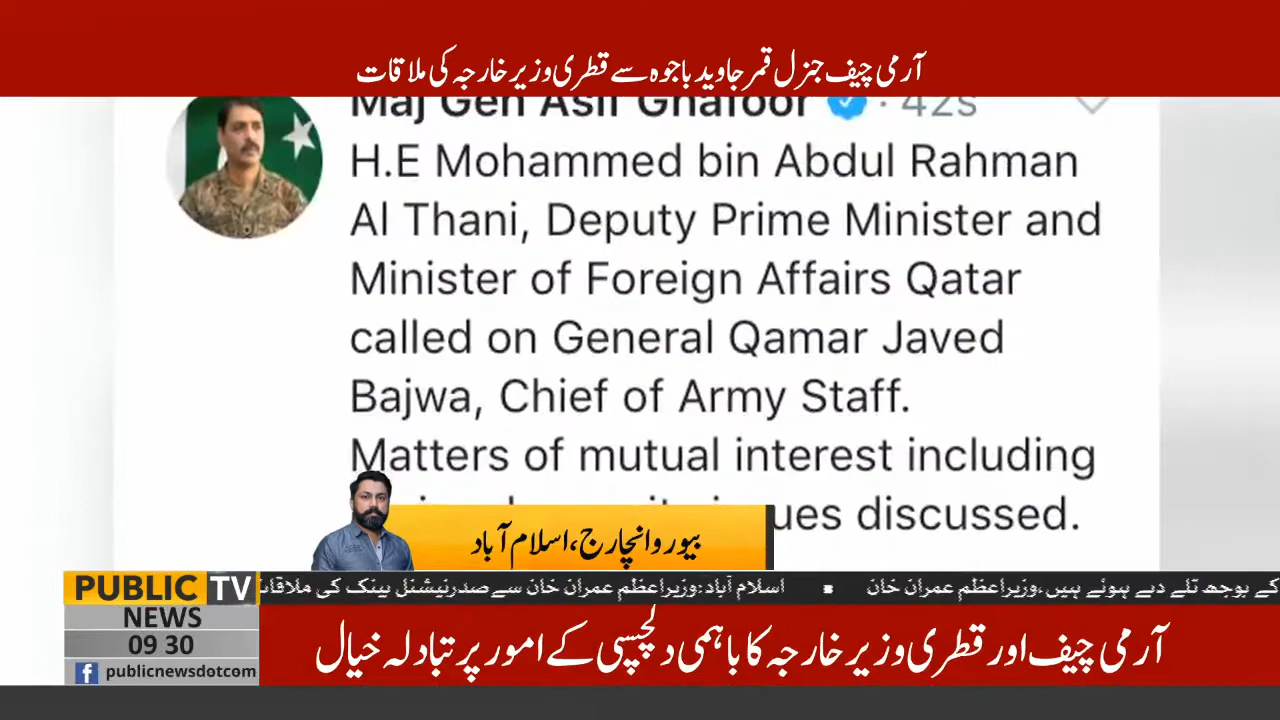 آرمی چیف جنرل قمر جاوید باجوہ سے قطری وزیر خارجہ کی ملاقات
Maj Gen Asif Ghafoor · 42s
H.E Mohammed bin Abdul Rahman
Al Thani, Deputy Prime Minister and
Minister of Foreign Affairs Qatar
called on General Qamar Javed
Bajwa, Chief of Army Staff.
Matters of mutual interest including
discussed.
بیورو انچارج، اسلام آباد
PUBLIC TV
NEWS
09 30
publicnewsdotcom
کے بوجھ تلے دبے ہوئے ہیں،وزیراعظم عمران خان ▪ اسلام آباد:وزیراعظم عمران خان سے صدرنیشنل بینک کی ملاقات
آرمی چیف اور قطری وزیر خارجہ کا باہمی دلچسپی کے امور پر تبادلہ خیال